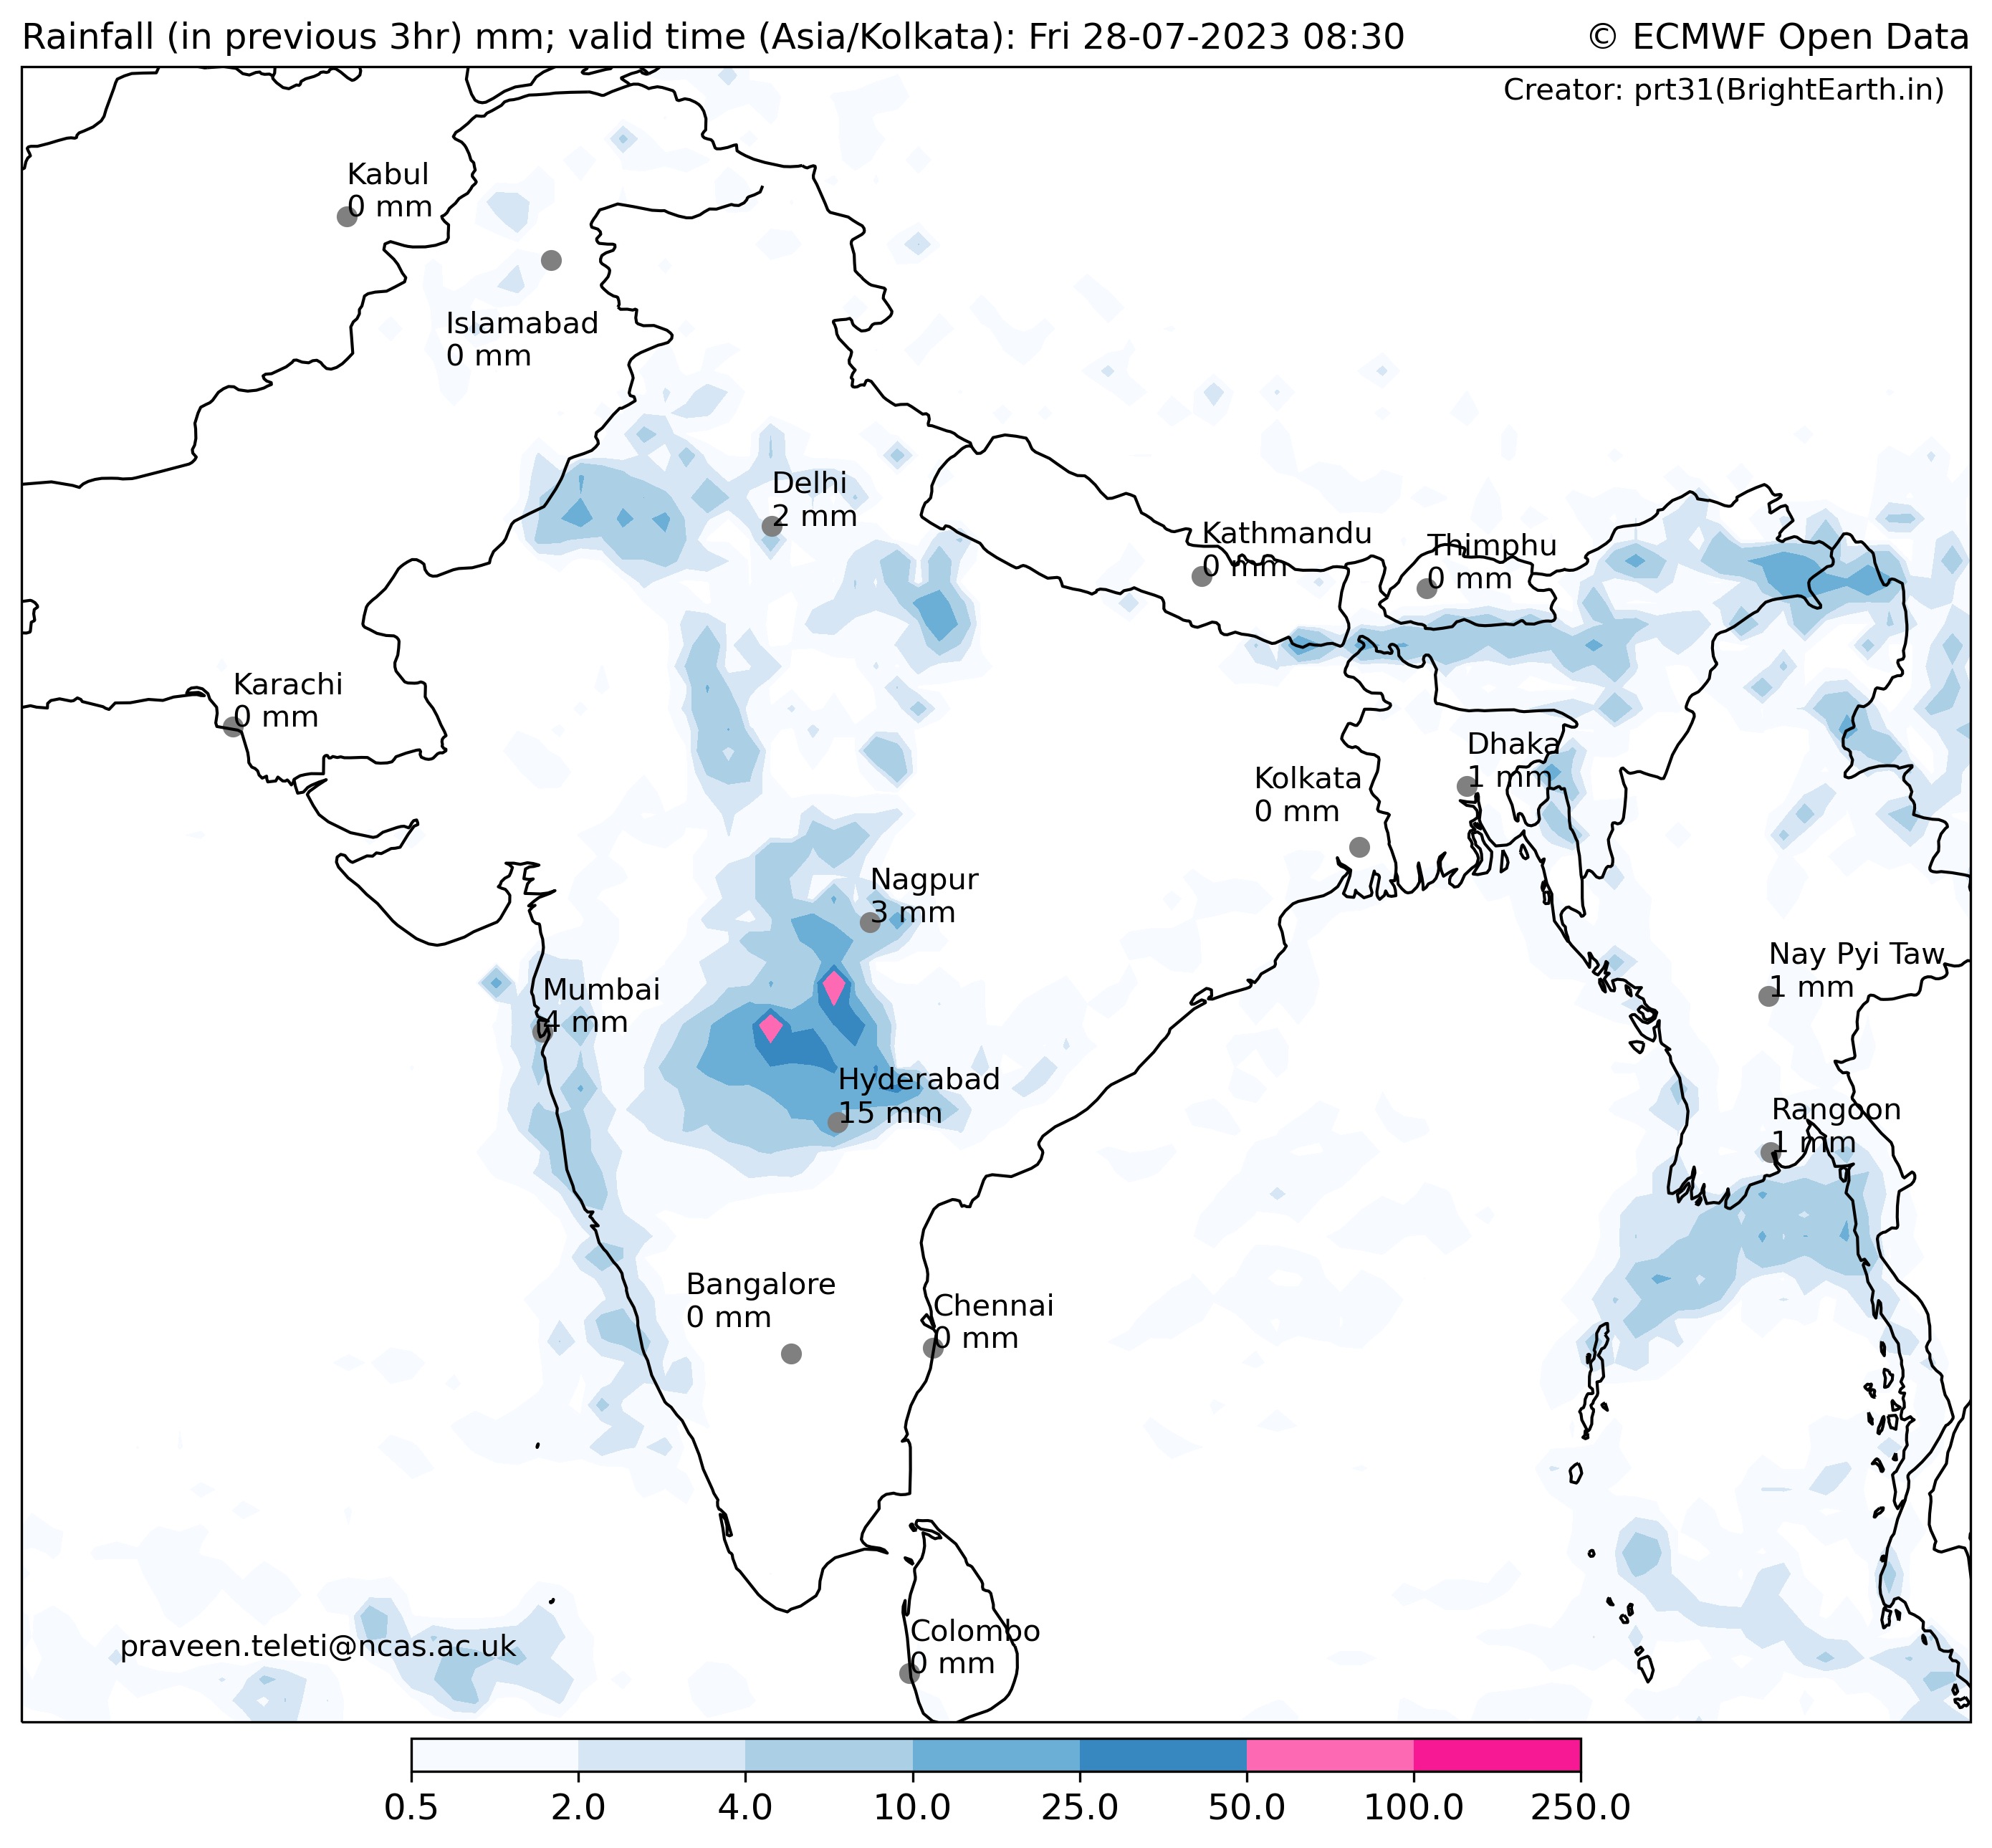 Rainfall (in previous 3hr) mm; valid time (Asia/Kolkata): Fri 28-07-2023 08:30
© ECMWF Open Data
Creator: prt31(BrightEarth.in)
Kabul
0 mm
Islamabad
0 mm
Delhi
2 mm
Kathmandu
0 mm
Thimphu
0 mm
Karachi
0 mm
Dhaka
1 mm
Kolkata
0 mm
Nagpur
3 mm
Nay Pyi Taw
1 mm
Mumbai
4 mm
Hyderabad
15 mm
Rangoon
1 mm
Bangalore
0 mm
Chennai
0 mm
Colombo
0 mm
praveen.teleti@ncas.ac.uk
0.5 2.0 4.0 10.0 25.0 50.0 100.0 250.0